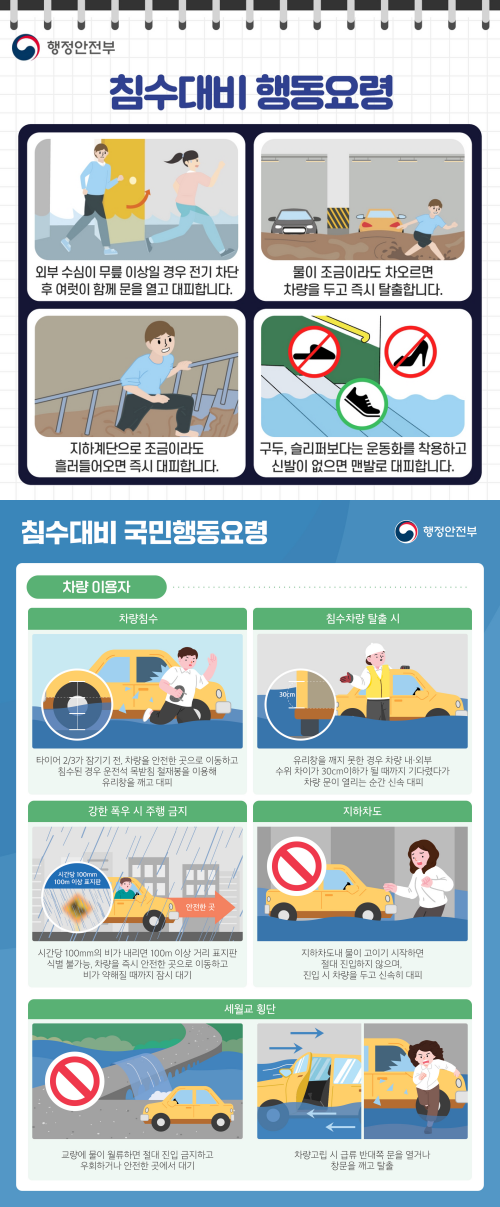 행정안전부
침수대비 행동요령
외부 수심이 무릎 이상일 경우 전기 차단
후 여럿이 함께 문을 열고 대피합니다.
물이 조금이라도 차오르면
차량을 두고 즉시 탈출합니다.
지하계단으로 조금이라도
흘러들어오면 즉시 대피합니다.
구두, 슬리퍼보다는 운동화를 착용하고
신발이 없으면 맨발로 대피합니다.
침수대비 국민행동요령
행정안전부
차량 이용자
차량침수
타이어 2/3가 잠기기 전, 차량을 안전한 곳으로 이동하고
침수된 경우 운전석 목받침 철재봉을 이용해
유리창을 깨고 대피
침수차량 탈출 시
30cm
유리창을 깨지 못한 경우 차량 내·외부
수위 차이가 30cm이하가 될 때까지 기다렸다가
차량 문이 열리는 순간 신속 대피
강한 폭우 시 주행 금지
시간당 100mm
100m 이상 표지판
안전한 곳
시간당 100mm의 비가 내리면 100m 이상 거리 표지판
식별 불가능, 차량을 즉시 안전한 곳으로 이동하고
비가 약해질 때까지 잠시 대기
지하차도
지하차도내 물이 고이기 시작하면
절대 진입하지 않으며,
진입 시 차량을 두고 신속히 대피
세월교 횡단
교량에 물이 월류하면 절대 진입 금지하고
우회하거나 안전한 곳에서 대기
차량고립 시 급류 반대쪽 문을 열거나
창문을 깨고 탈출